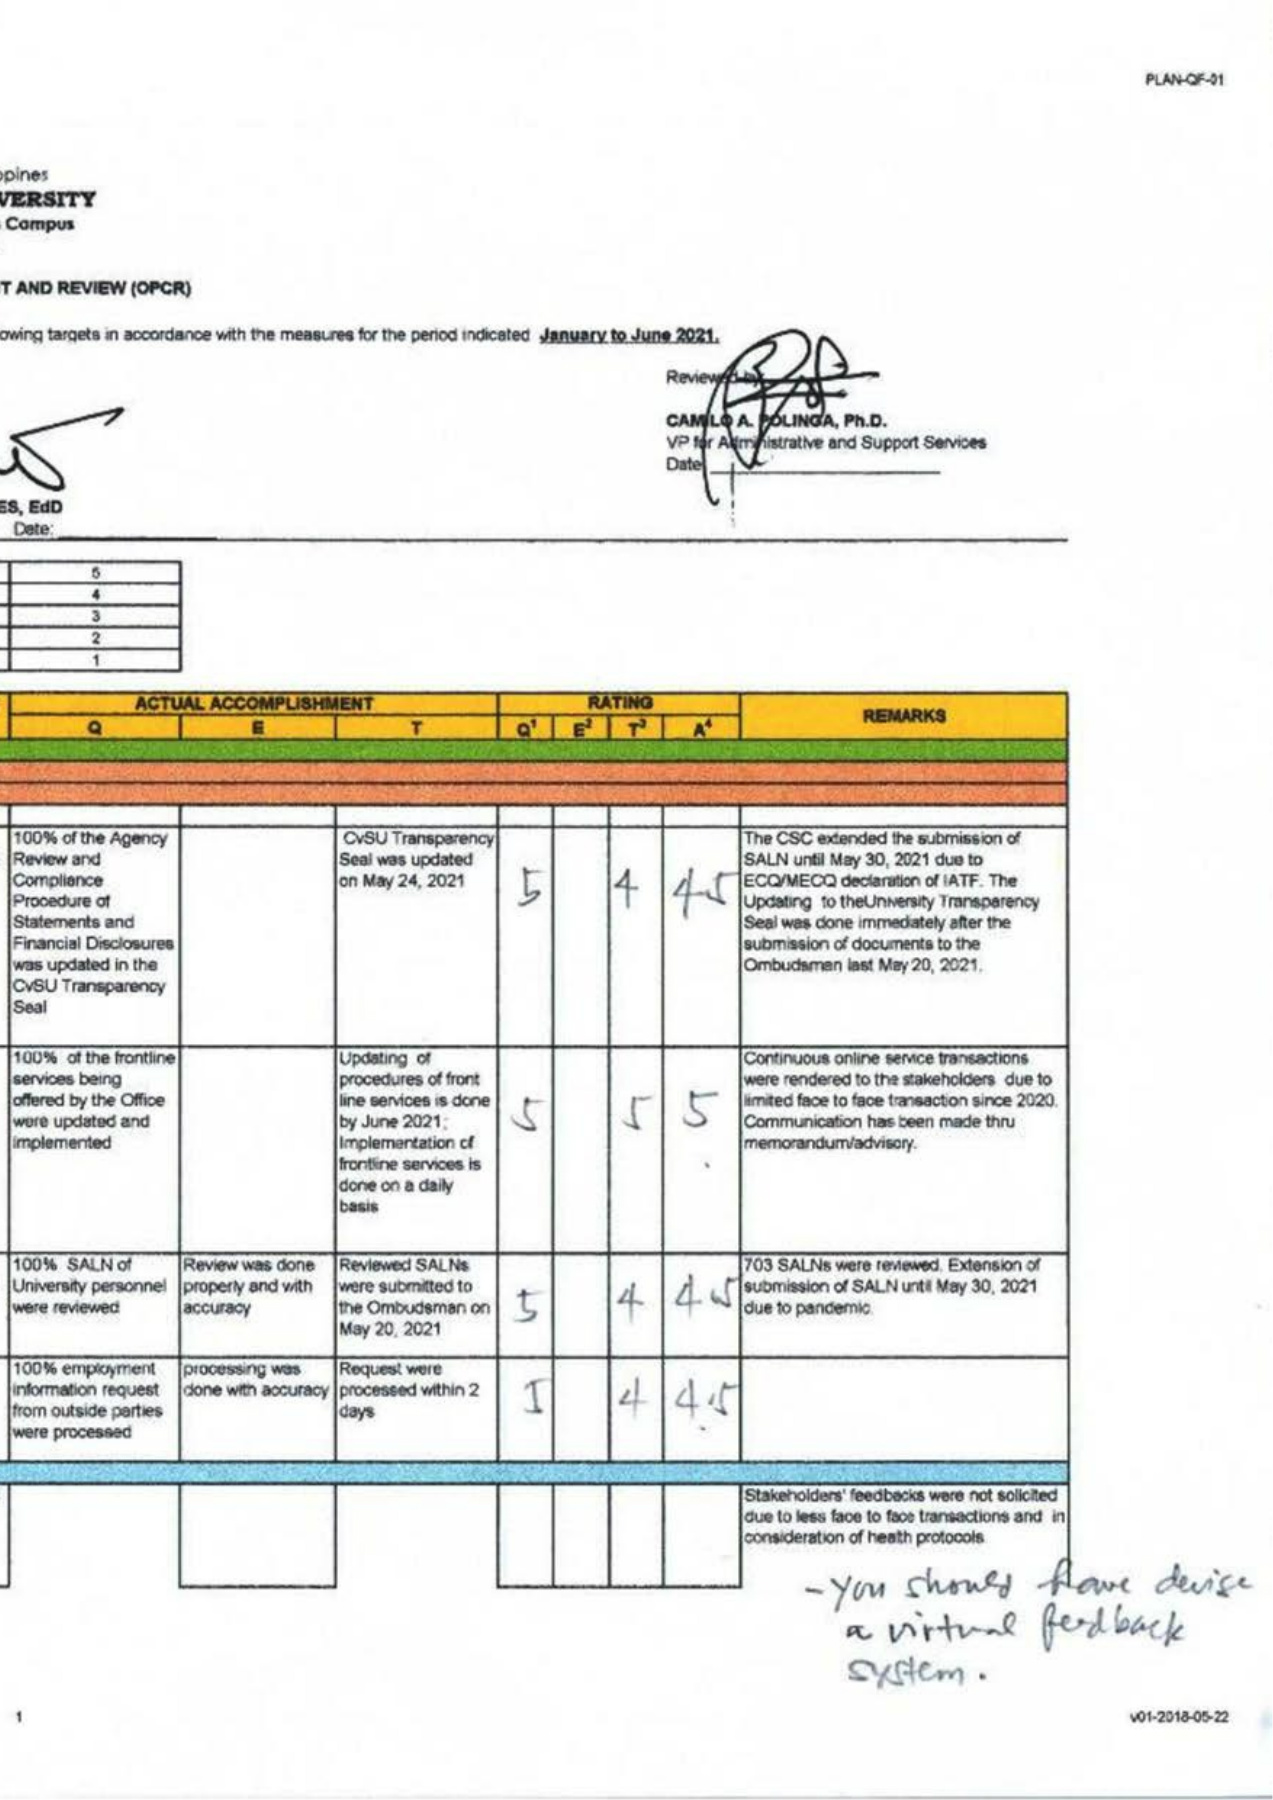 PLAN-QF-01
opines
VERSITY
Campus
T AND REVIEW (OPCR)
owing targets in accordance with the measures for the period indicated January to June 2021.
Reviewed by
CAMILO A. POLINGA, Ph.D.
VP for Administrative and Support Services
Date
ES, EdD
Date:
5
4
3
2
1
ACTUAL ACCOMPLISHMENT
RATING
REMARKS
Q
E
T
Q¹
E²
T³
A⁴
100% of the Agency
Review and
Compliance
Procedure of
Statements and
Financial Disclosures
was updated in the
CvSU Transparency
Seal
CvSU Transparency
Seal was updated
on May 24, 2021
5
4
4.5
The CSC extended the submission of
SALN until May 30, 2021 due to
ECQ/MECQ declaration of IATF. The
Updating to theUniversity Transparency
Seal was done immediately after the
submission of documents to the
Ombudsman last May 20, 2021.
100% of the frontline
services being
offered by the Office
were updated and
implemented
Updating of
procedures of front
line services is done
by June 2021;
Implementation of
frontline services is
done on a daily
basis
5
5
5
Continuous online service transactions
were rendered to the stakeholders due to
limited face to face transaction since 2020.
Communication has been made thru
memorandum/advisory.
100% SALN of
University personnel
were reviewed
Review was done
properly and with
accuracy
Reviewed SALNs
were submitted to
the Ombudsman on
May 20, 2021
5
4
4.5
703 SALNs were reviewed. Extension of
submission of SALN until May 30, 2021
due to pandemic.
100% employment
information request
from outside parties
were processed
processing was
done with accuracy
Request were
processed within 2
days
5
4
4.5
Stakeholders' feedbacks were not solicited
due to less face to face transactions and in
consideration of health protocols
- You should have devise
a virtual feedback
system.
1
v01-2018-05-22